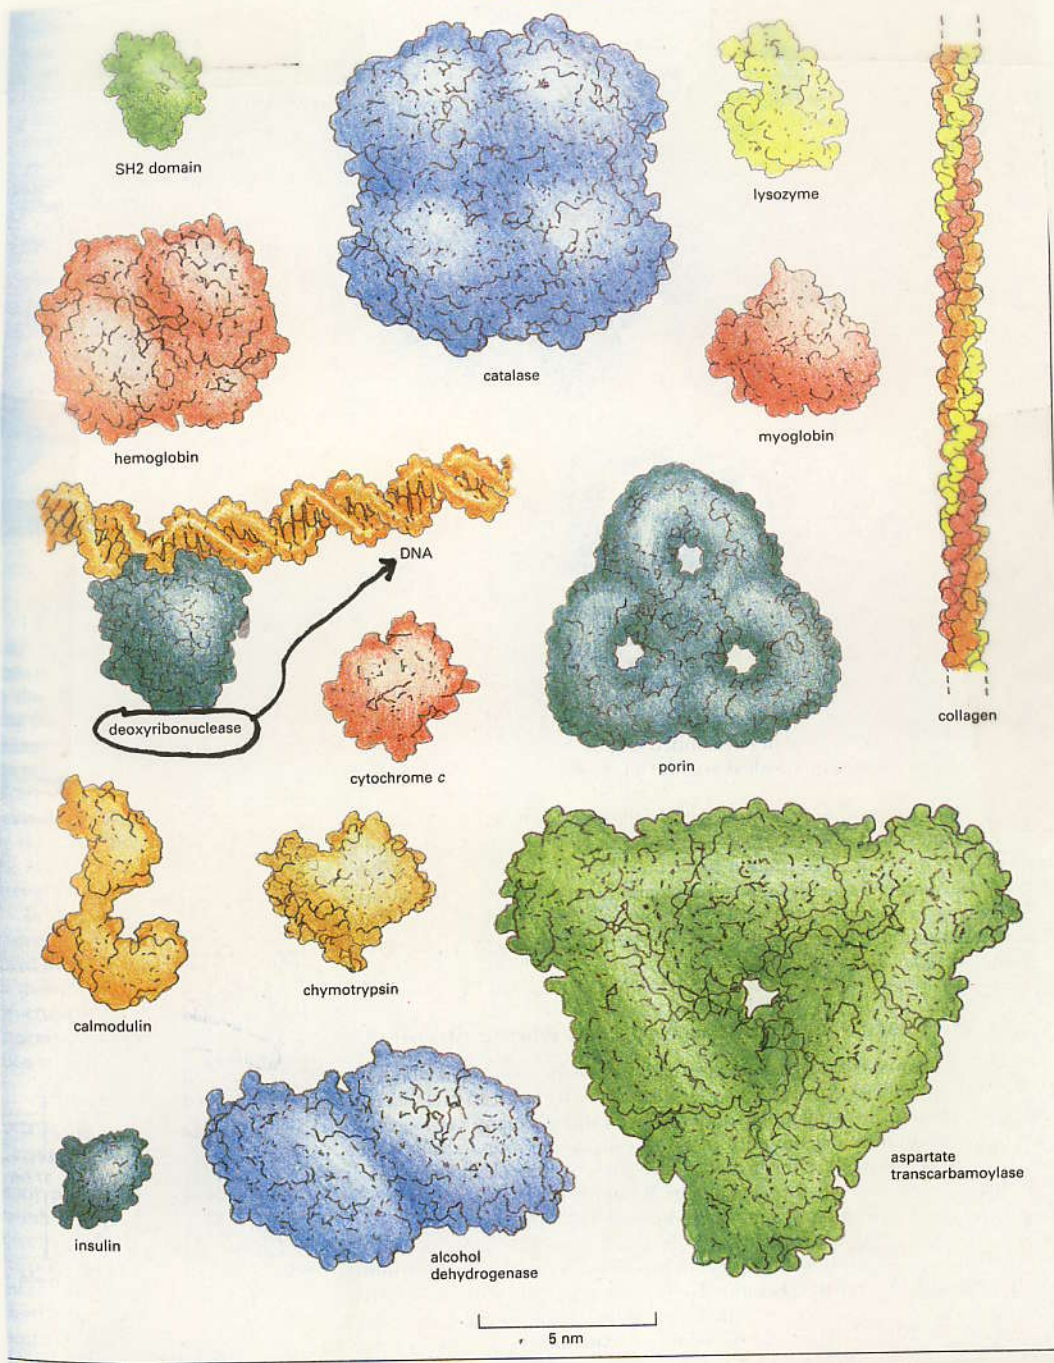 SH2 domain
catalase
lysozyme
hemoglobin
myoglobin
DNA
deoxyribonuclease
cytochrome c
porin
collagen
calmodulin
chymotrypsin
aspartate
transcarbamoylase
insulin
alcohol
dehydrogenase
5 nm